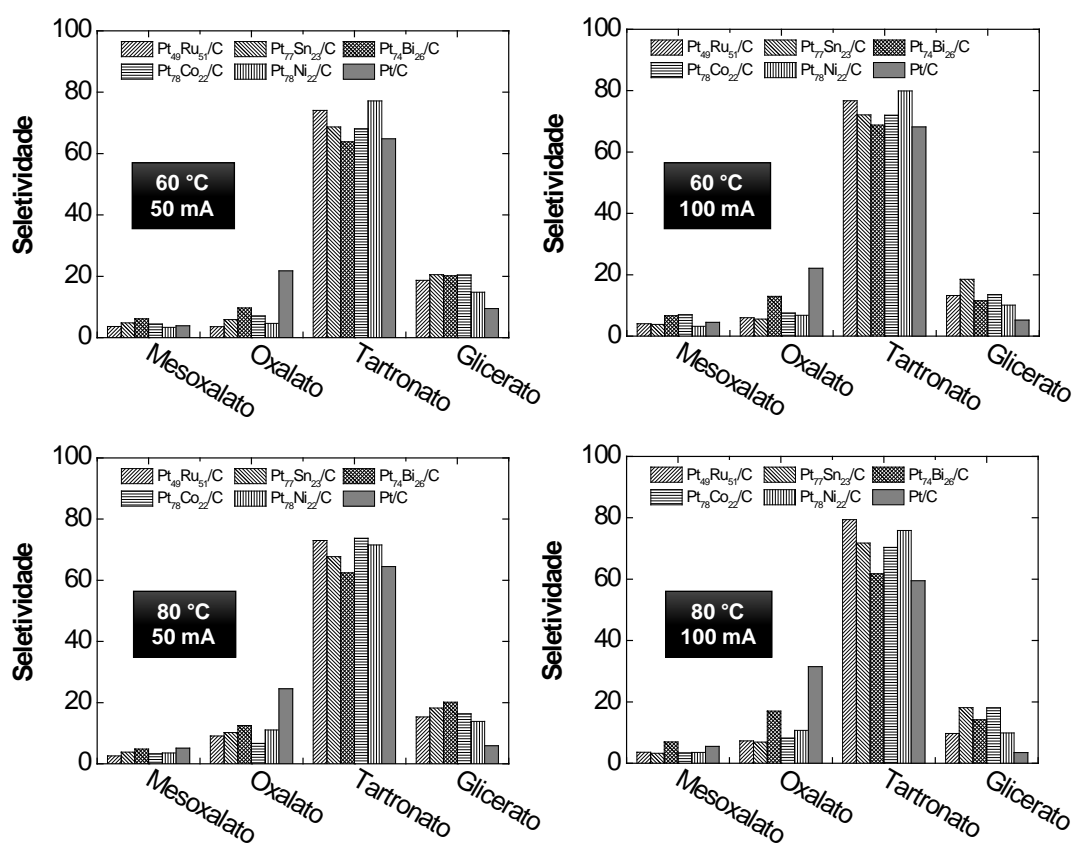 100
80
60
40
20
0
Seletividade
Pt49Ru51/C Pt77Sn23/C Pt74Bi26/C
Pt78Co22/C Pt78Ni22/C Pt/C
60 °C
50 mA
Mesoxalato
Oxalato
Tartronato
Glicerato
100
80
60
40
20
0
Seletividade
Pt49Ru51/C Pt77Sn23/C Pt74Bi26/C
Pt78Co22/C Pt78Ni22/C Pt/C
60 °C
100 mA
Mesoxalato
Oxalato
Tartronato
Glicerato
100
80
60
40
20
0
Seletividade
Pt49Ru51/C Pt77Sn23/C Pt74Bi26/C
Pt78Co22/C Pt78Ni22/C Pt/C
80 °C
50 mA
Mesoxalato
Oxalato
Tartronato
Glicerato
100
80
60
40
20
0
Seletividade
Pt49Ru51/C Pt77Sn23/C Pt74Bi26/C
Pt78Co22/C Pt78Ni22/C Pt/C
80 °C
100 mA
Mesoxalato
Oxalato
Tartronato
Glicerato